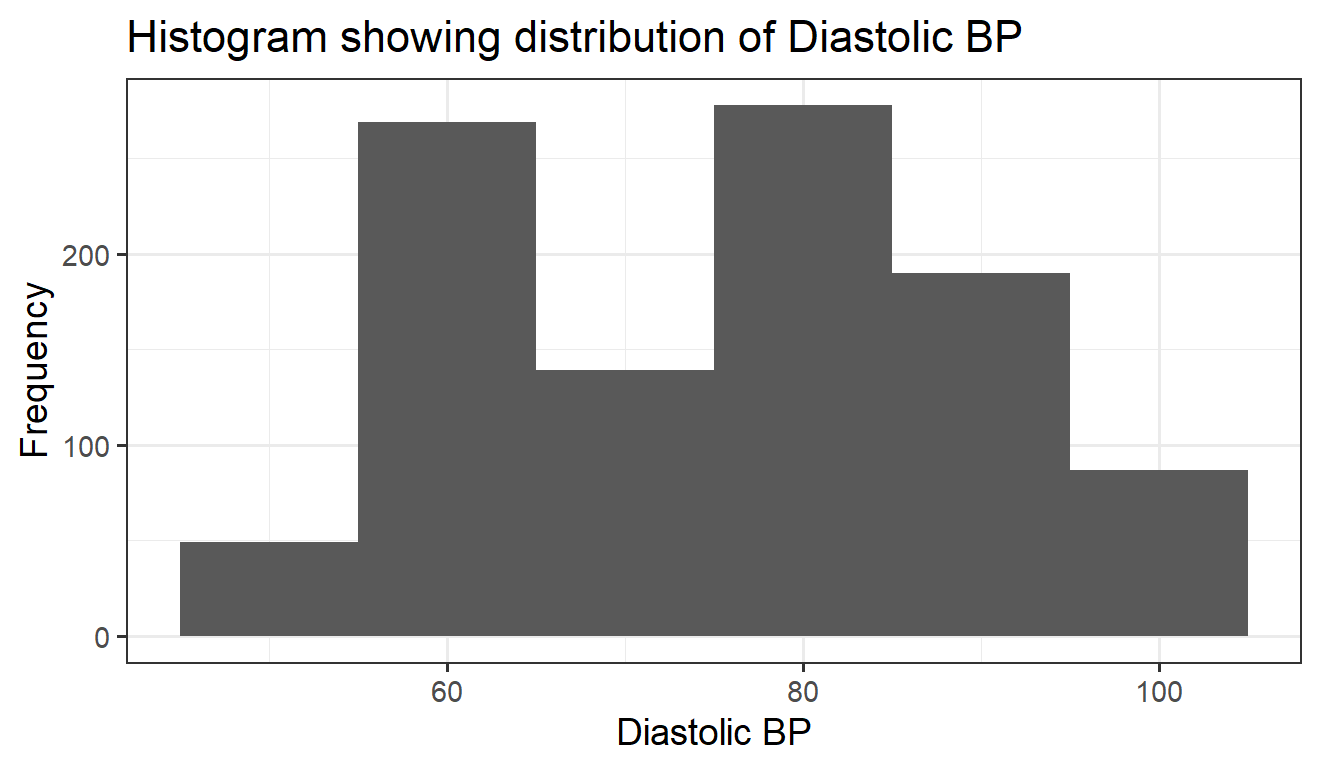 Histogram showing distribution of Diastolic BP
Frequency
200
100
0
60 80 100
Diastolic BP